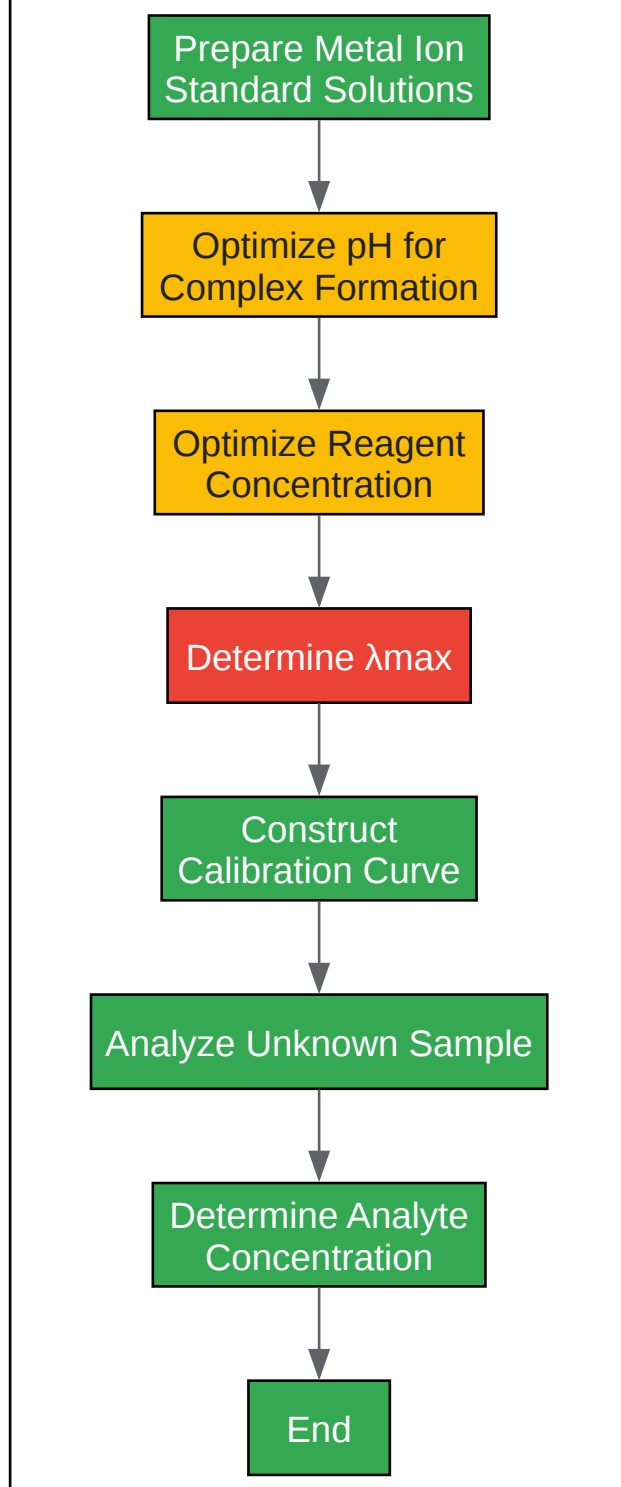 Prepare Metal Ion
Standard Solutions
Optimize pH for
Complex Formation
Optimize Reagent
Concentration
Determine λmax
Construct
Calibration Curve
Analyze Unknown Sample
Determine Analyte
Concentration
End